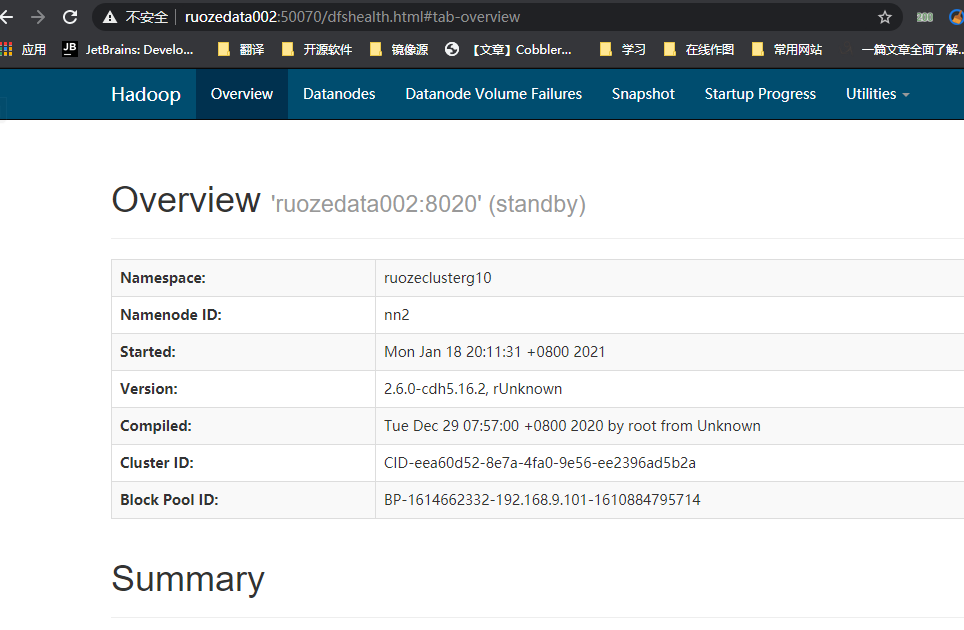 不安全 ruozedata002:50070/dfshealth.html#tab-overview
应用 JB JetBrains: Develo... 翻译 开源软件 镜像源 【文章】Cobbler... 学习 在线作图 常用网站 一篇文章全面了解...
Hadoop Overview Datanodes Datanode Volume Failures Snapshot Startup Progress Utilities
Overview 'ruozedata002:8020' (standby)
Namespace: ruozeclusterg10
Namenode ID: nn2
Started: Mon Jan 18 20:11:31 +0800 2021
Version: 2.6.0-cdh5.16.2, rUnknown
Compiled: Tue Dec 29 07:57:00 +0800 2020 by root from Unknown
Cluster ID: CID-eea60d52-8e7a-4fa0-9e56-ee2396ad5b2a
Block Pool ID: BP-1614662332-192.168.9.101-1610884795714
Summary